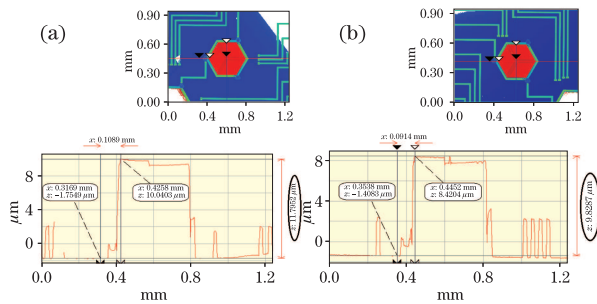 (a)
0.90
0.60
0.30
0.00
mm
0
0.4
0.8
1.2
mm
(b)
0.90
0.60
0.30
0.00
mm
0
0.4
0.8
1.2
mm
x: 0.1089 mm
x: 0.3169 mm
z: -1.7549 μm
x: 0.4258 mm
z: 10.0403 μm
z: 11.7952 μm
8
4
0
μm
0.0
0.4
0.8
1.2
mm
x: 0.0914 mm
x: 0.3538 mm
z: -1.4083 μm
x: 0.4452 mm
z: 8.4204 μm
z: 9.8287 μm
8
4
0
μm
0.0
0.4
0.8
1.2
mm